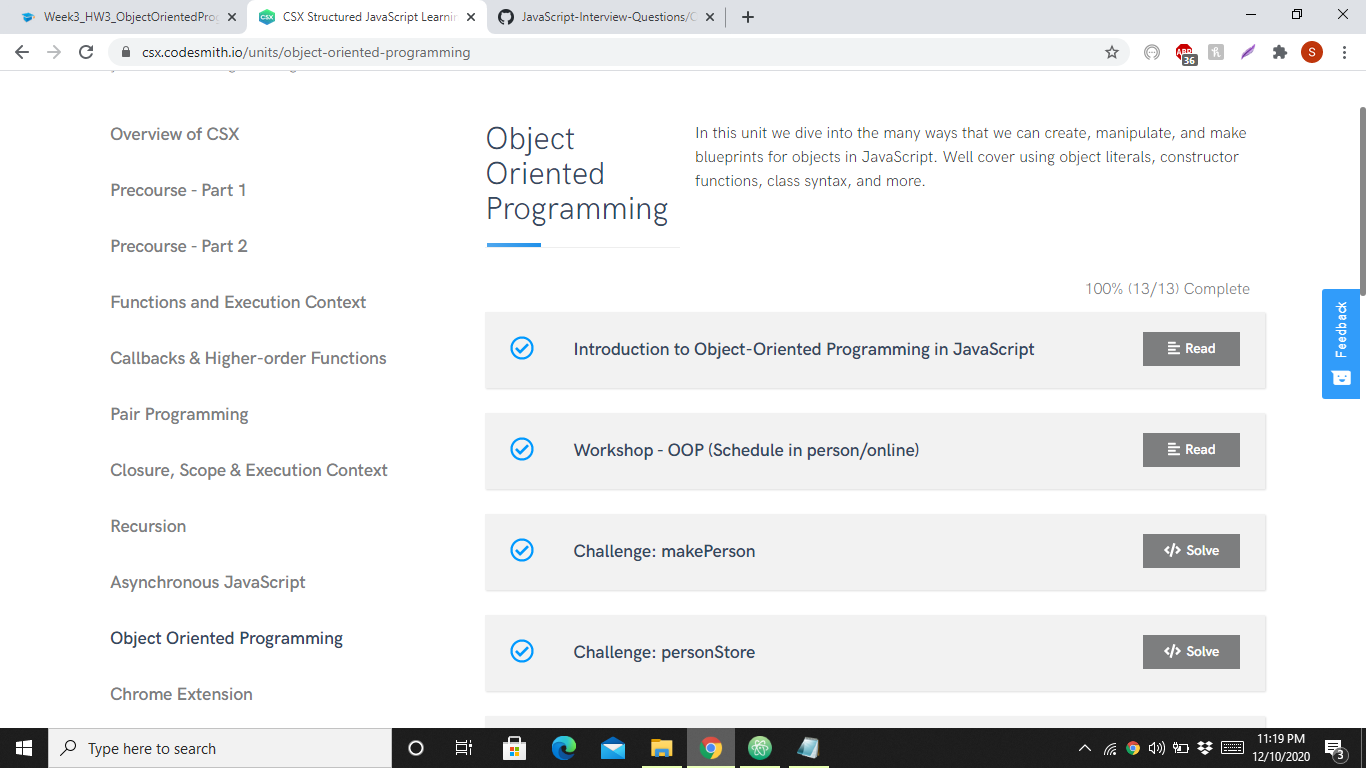 Week3_HW3_ObjectOrientedProg
CSX Structured JavaScript Learnin
JavaScript-Interview-Questions/C
csx.codesmith.io/units/object-oriented-programming
ABP
36
S
Overview of CSX
Precourse - Part 1
Precourse - Part 2
Functions and Execution Context
Callbacks & Higher-order Functions
Pair Programming
Closure, Scope & Execution Context
Recursion
Asynchronous JavaScript
Object Oriented Programming
Chrome Extension
Object
Oriented
Programming
In this unit we dive into the many ways that we can create, manipulate, and make
blueprints for objects in JavaScript. Well cover using object literals, constructor
functions, class syntax, and more.
100% (13/13) Complete
Introduction to Object-Oriented Programming in JavaScript
Read
Workshop - OOP (Schedule in person/online)
Read
Challenge: makePerson
</> Solve
Challenge: personStore
</> Solve
Feedback
Type here to search
11:19 PM
12/10/2020
3